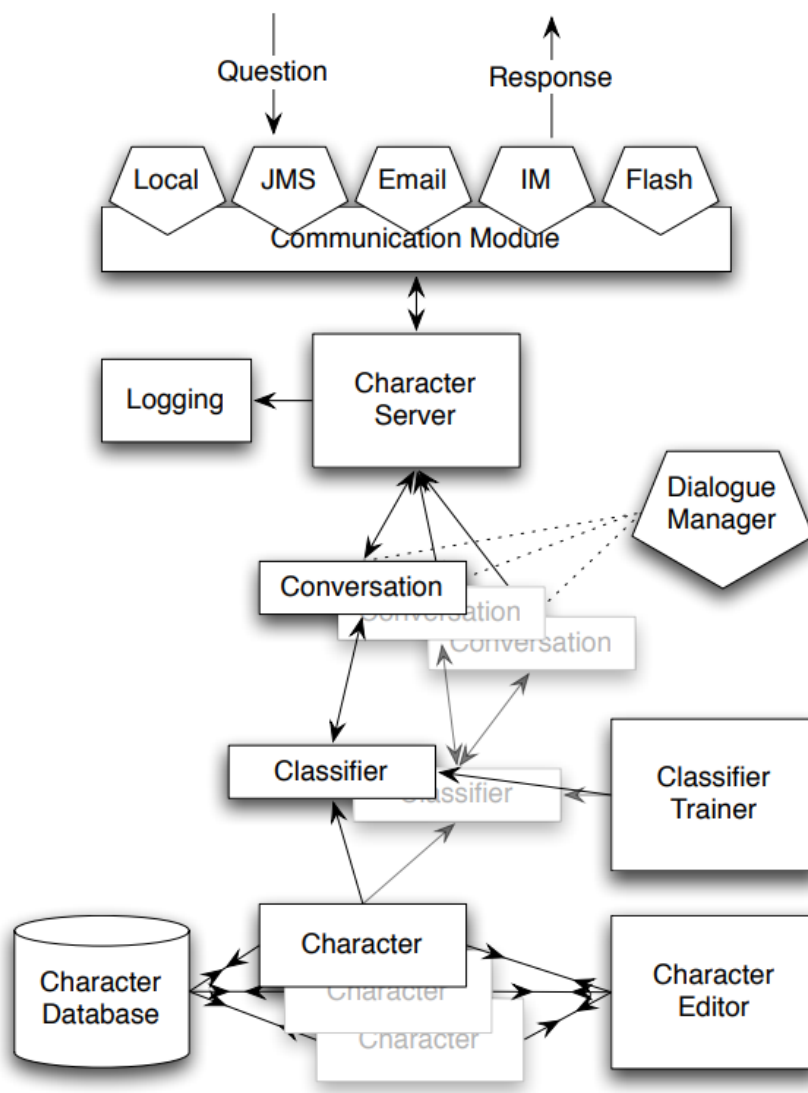 Question
Response
Local
JMS
Email
IM
Flash
Communication Module
Logging
Character
Server
Dialogue
Manager
Conversation
Conversation
Conversation
Classifier
Classifier
Classifier
Trainer
Character
Character
Character
Character
Database
Character
Editor